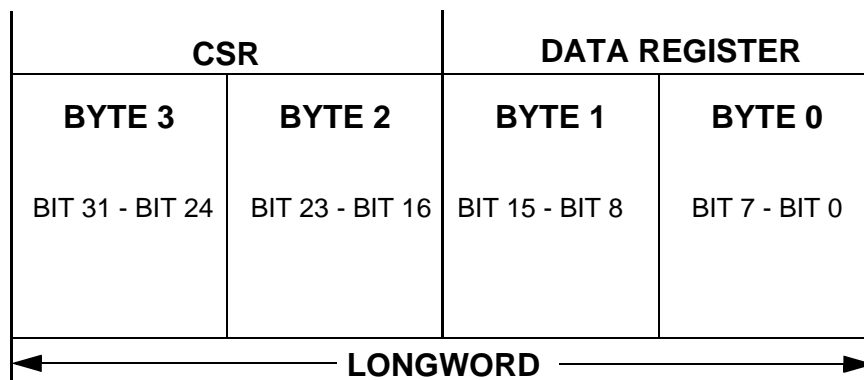 CSR DATA REGISTER
BYTE 3 BYTE 2 BYTE 1 BYTE 0
BIT 31 - BIT 24 BIT 23 - BIT 16 BIT 15 - BIT 8 BIT 7 - BIT 0
LONGWORD